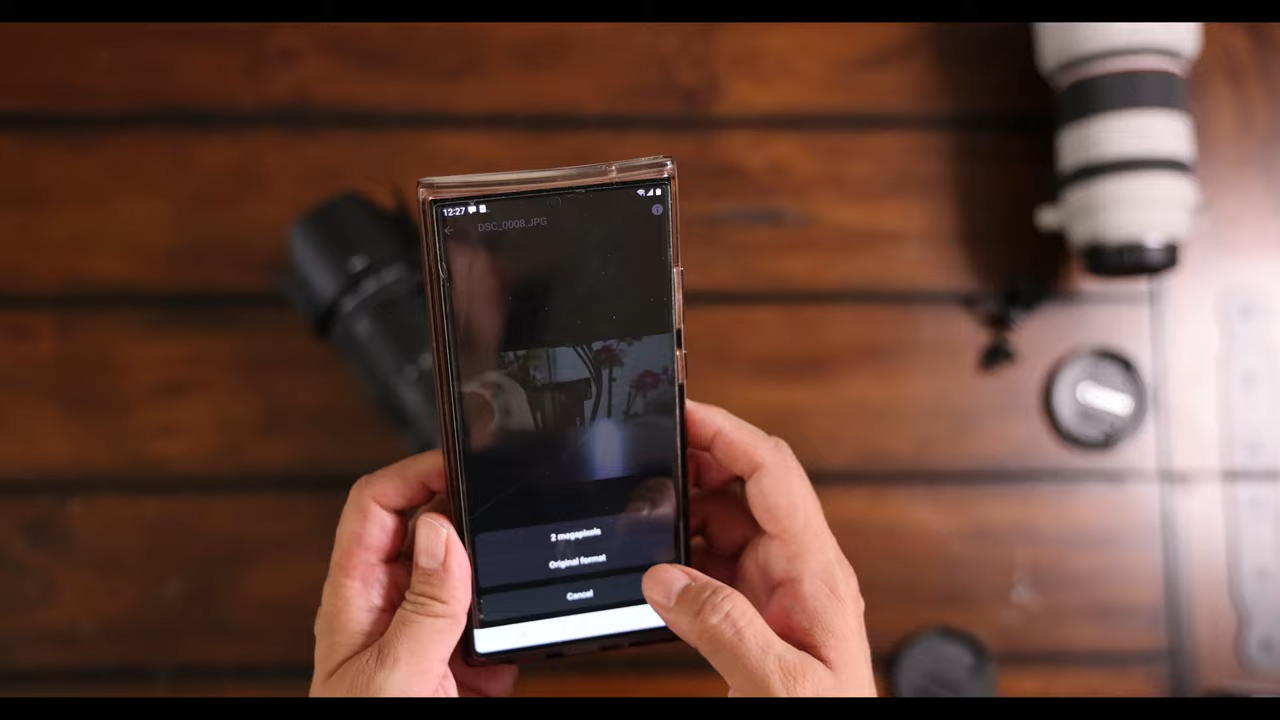 12:27
DSC_0008.JPG
2 megapixels
Original format
Cancel